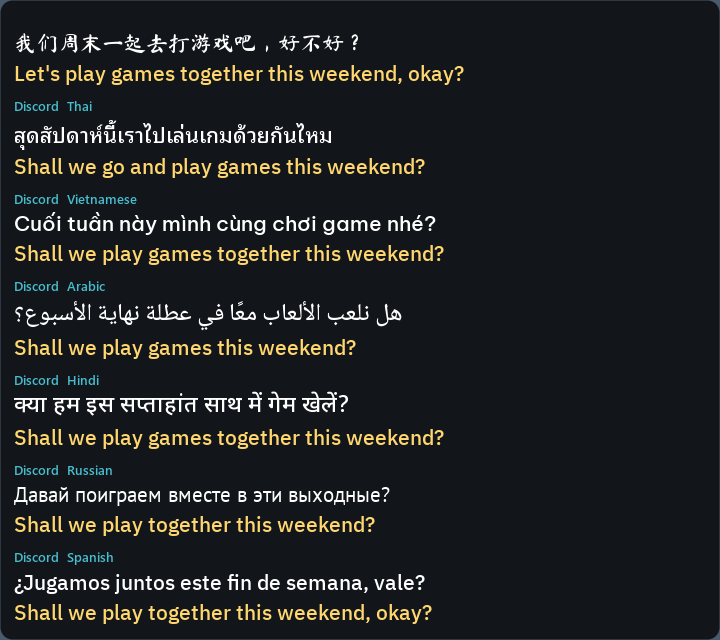 我们周末一起去打游戏吧，好不好？
Let's play games together this weekend, okay?
Discord Thai
สุดสัปดาห์นี้เราไปเล่นเกมด้วยกันไหม
Shall we go and play games this weekend?
Discord Vietnamese
Cuối tuần này mình cùng chơi game nhé?
Shall we play games together this weekend?
Discord Arabic
هل نلعب الألعاب معًا في عطلة نهاية الأسبوع؟
Shall we play games this weekend?
Discord Hindi
क्या हम इस सप्ताहांत साथ में गेम खेलें?
Shall we play games together this weekend?
Discord Russian
Давай поиграем вместе в эти выходные?
Shall we play together this weekend?
Discord Spanish
¿Jugamos juntos este fin de semana, vale?
Shall we play together this weekend, okay?